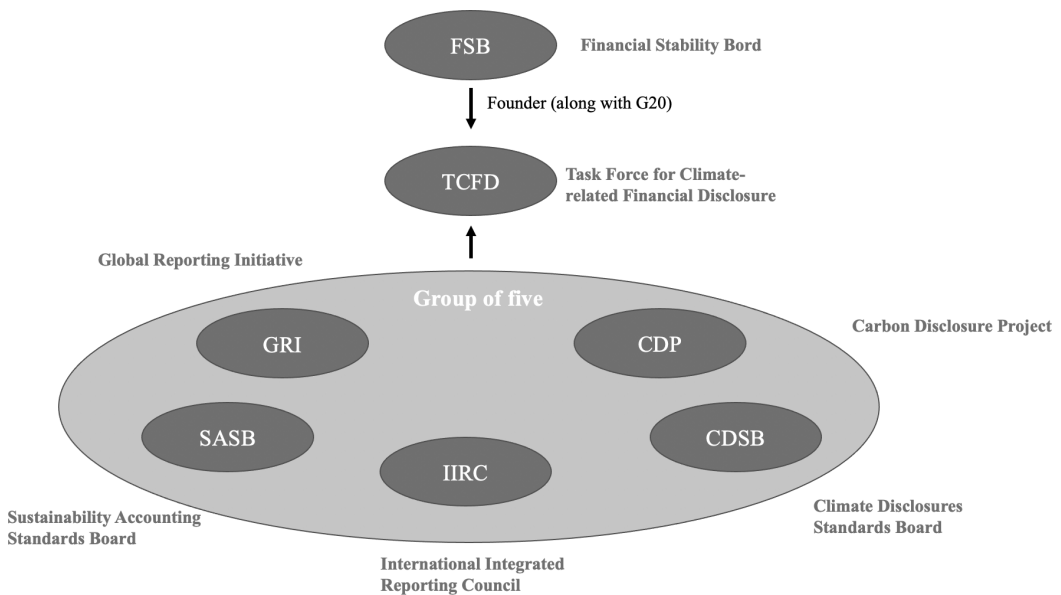 FSB
Financial Stability Bord
Founder (along with G20)
TCFD
Task Force for Climate-
related Financial Disclosure
Global Reporting Initiative
Group of five
Carbon Disclosure Project
GRI
CDP
SASB
CDSB
IIRC
Sustainability Accounting
Standards Board
Climate Disclosures
Standards Board
International Integrated
Reporting Council